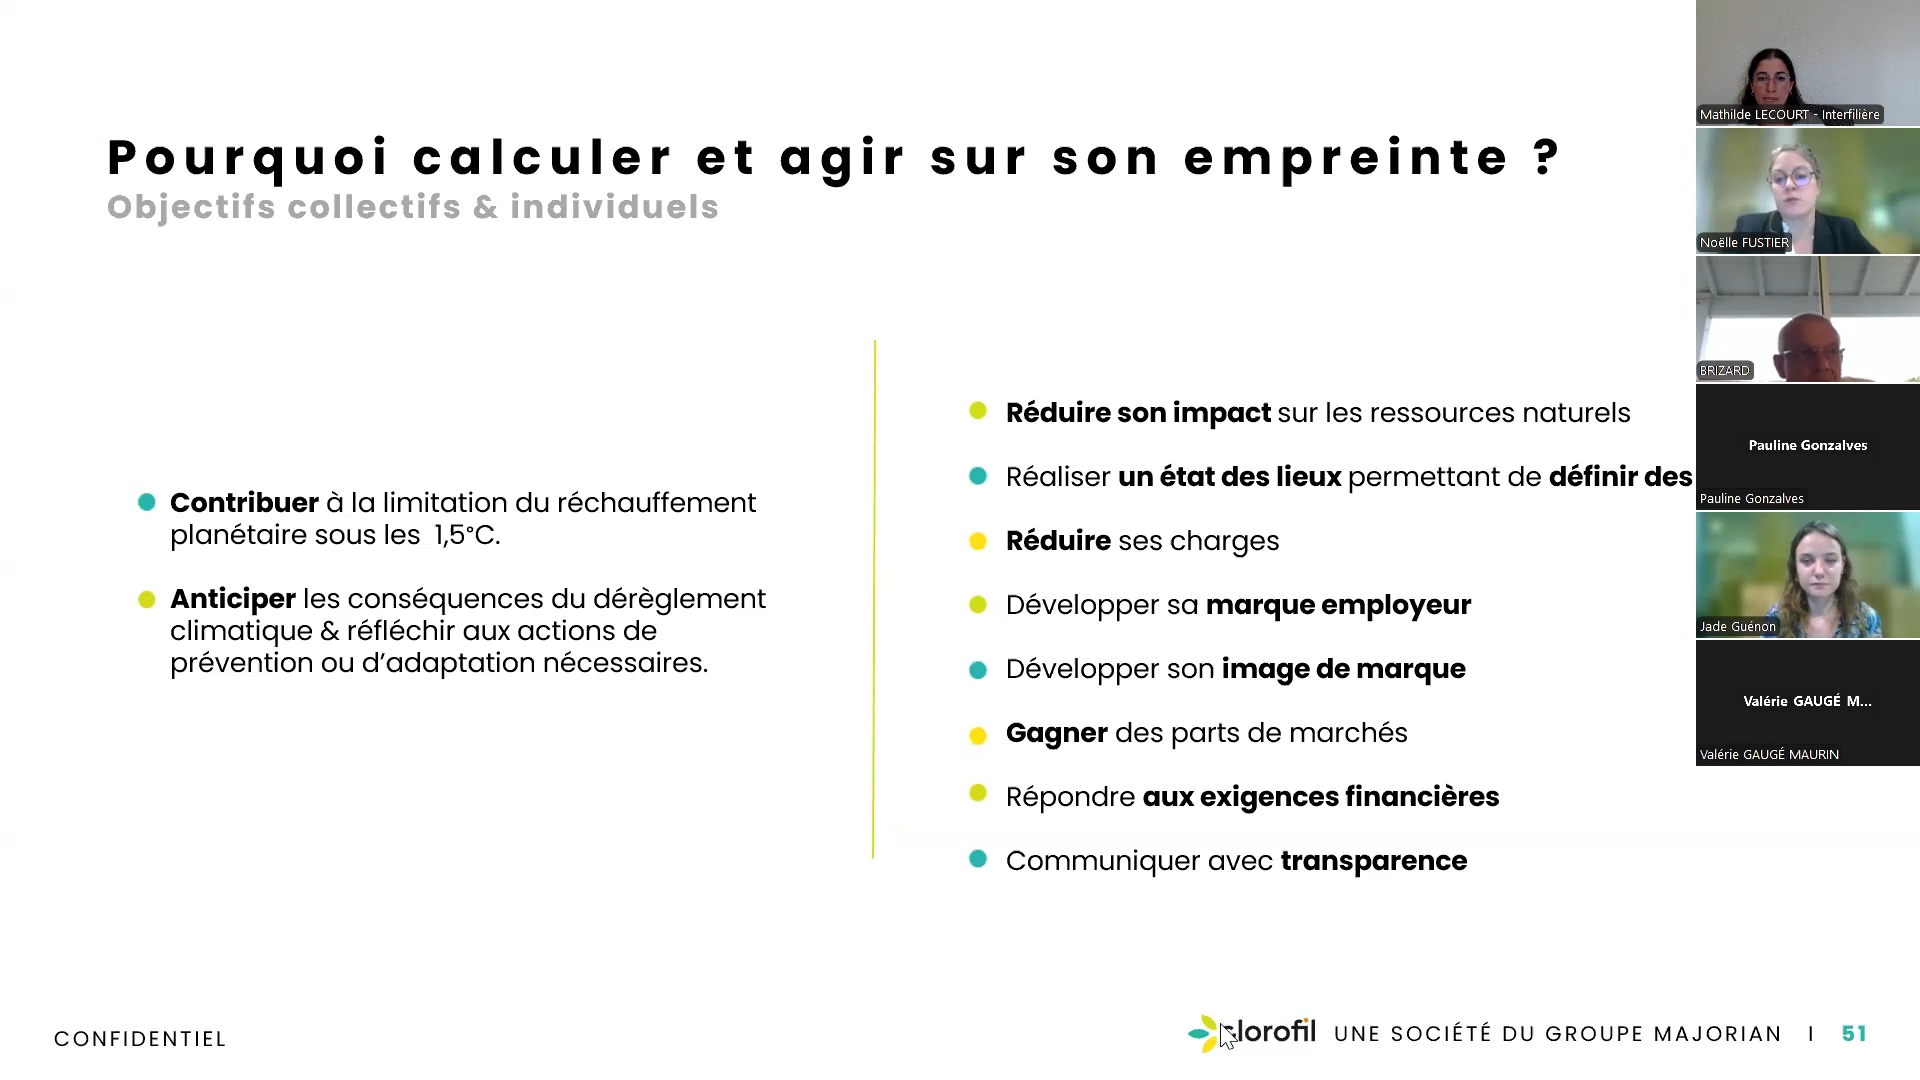 Pourquoi calculer et agir sur son empreinte ?
Objectifs collectifs & individuels
Contribuer à la limitation du réchauffement
planétaire sous les 1,5°C.
Anticiper les conséquences du dérèglement
climatique & réfléchir aux actions de
prévention ou d’adaptation nécessaires.
Réduire son impact sur les ressources naturels
Réaliser un état des lieux permettant de définir des
Réduire ses charges
Développer sa marque employeur
Développer son image de marque
Gagner des parts de marchés
Répondre aux exigences financières
Communiquer avec transparence
CONFIDENTIEL
UNE SOCIÉTÉ DU GROUPE MAJORIAN I 51
Mathilde LECOURT - Interfilière
Noëlle FUSTIER
BRIZARD
Pauline Gonzalves
Pauline Gonzalves
Jade Guénon
Valérie GAUGÉ M...
Valérie GAUGÉ MAURIN